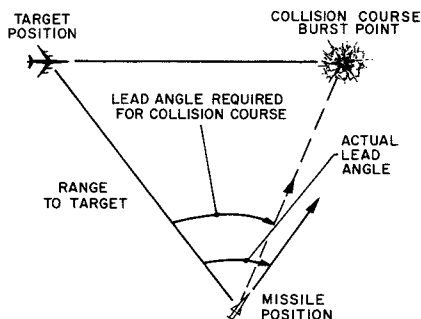 TARGET
POSITION
COLLISION COURSE
BURST POINT
LEAD ANGLE REQUIRED
FOR COLLISION COURSE
ACTUAL
LEAD
ANGLE
RANGE
TO TARGET
MISSILE
POSITION